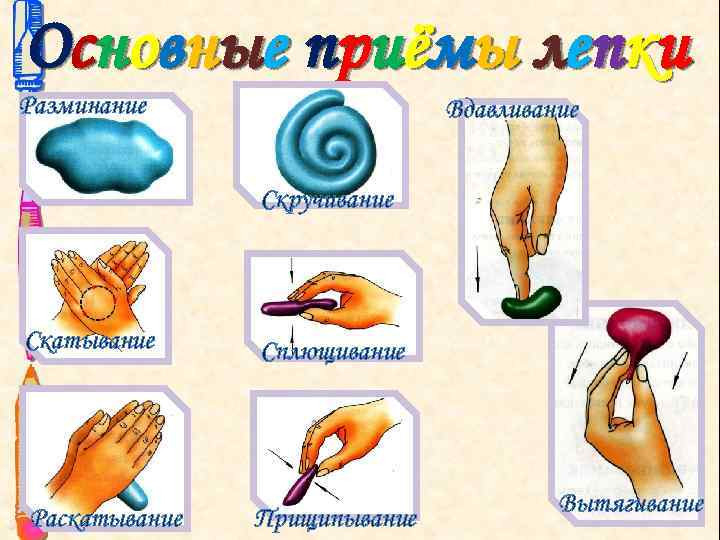 Основные приёмы лепки
Разминание
Скручивание
Вдавливание
Скатывание
Сплющивание
Раскатывание
Прищипывание
Вытягивание